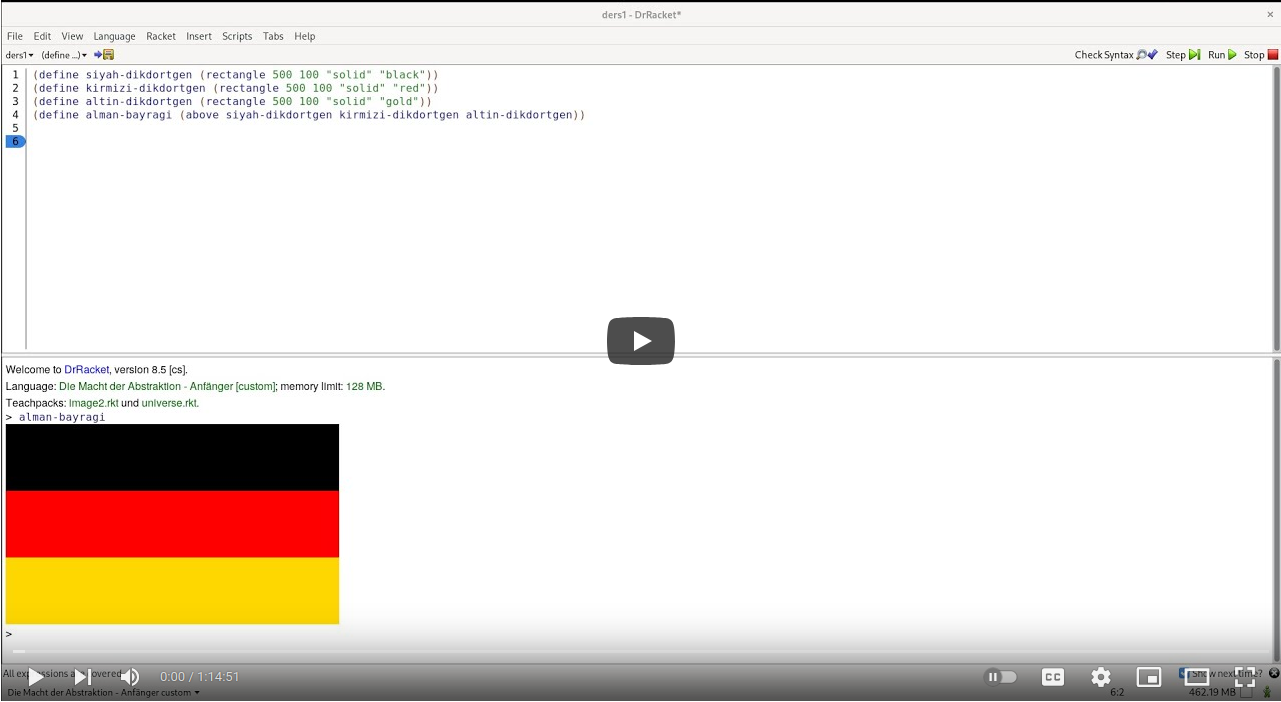 ders1 - DrRacket*
File Edit View Language Racket Insert Scripts Tabs Help
ders1 (define ...) Check Syntax Step Run Stop
1 (define siyah-dikdortgen (rectangle 500 100 "solid" "black"))
2 (define kirmizi-dikdortgen (rectangle 500 100 "solid" "red"))
3 (define altin-dikdortgen (rectangle 500 100 "solid" "gold"))
4 (define alman-bayragi (above siyah-dikdortgen kirmizi-dikdortgen altin-dikdortgen))
5
6
Welcome to DrRacket, version 8.5 [cs].
Language: Die Macht der Abstraktion - Anfänger [custom]; memory limit: 128 MB.
Teachpacks: image2.rkt und universe.rkt.
> alman-bayragi
>
All covered
0:00 / 1:14:51
CC
Show next time?
Die Macht der Abstraktion - Anfänger custom 6:2 462.19 MB